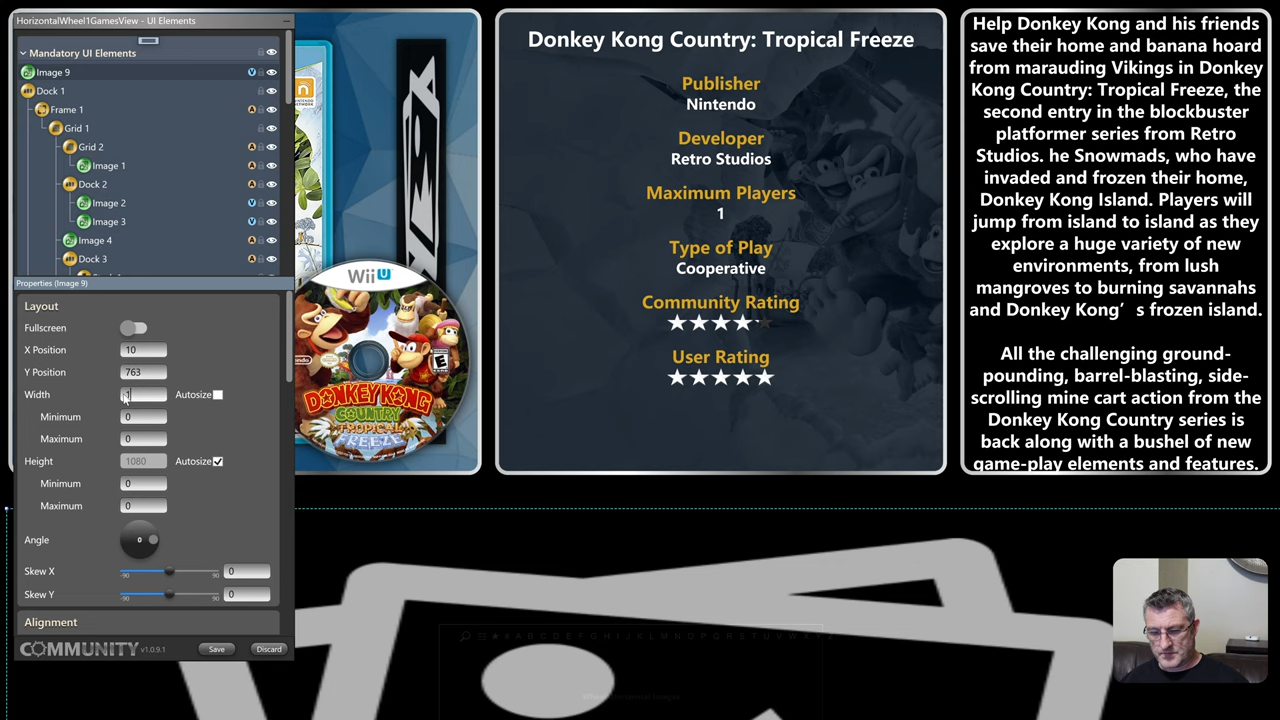 HorizontalWheel1GamesView - UI Elements
Mandatory UI Elements
Image 9
Dock 1
Frame 1
Grid 1
Grid 2
Image 1
Dock 2
Image 2
Image 3
Image 4
Dock 3
Properties (Image 9)
Layout
Fullscreen
X Position 10
Y Position 763
Width 1 Autosize
Minimum 0
Maximum 0
Height 1080 Autosize
Minimum 0
Maximum 0
Angle 0
Skew X 0
-90 90
Skew Y 0
-90 90
Alignment
COMMUNITY v1.0.9.1 Save Discard
Wii U
DONKEY KONG
COUNTRY
TROPICAL
FREEZE
E
Donkey Kong Country: Tropical Freeze
Publisher
Nintendo
Developer
Retro Studios
Maximum Players
1
Type of Play
Cooperative
Community Rating
User Rating
Help Donkey Kong and his friends
save their home and banana hoard
from marauding Vikings in Donkey
Kong Country: Tropical Freeze, the
second entry in the blockbuster
platformer series from Retro
Studios. he Snowmads, who have
invaded and frozen their home,
Donkey Kong Island. Players will
jump from island to island as they
explore a huge variety of new
environments, from lush
mangroves to burning savannahs
and Donkey Kong’s frozen island.
All the challenging ground-
pounding, barrel-blasting, side-
scrolling mine cart action from the
Donkey Kong Country series is
back along with a bushel of new
game-play elements and features.
# A B C D E F G H I J K L M N O P Q R S T U V W X Y Z